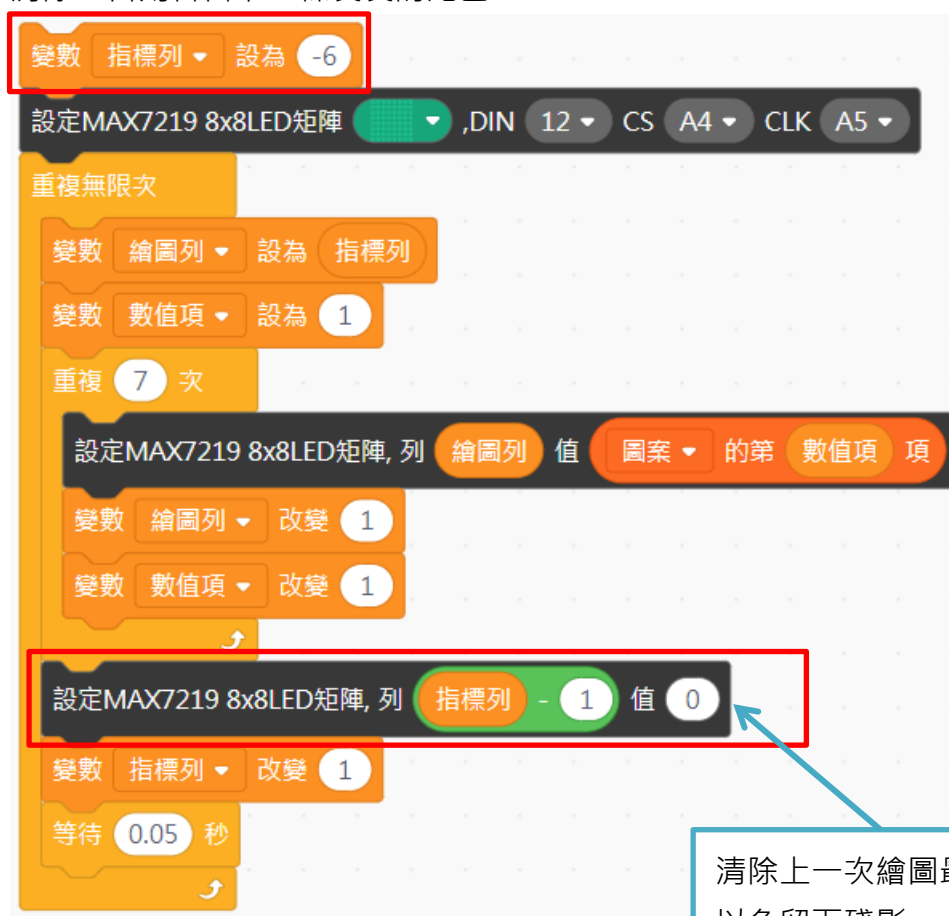 變數 指標列 設為 -6
設定MAX7219 8x8LED矩陣 ,DIN 12 CS A4 CLK A5
重複無限次
變數 繪圖列 設為 指標列
變數 數值項 設為 1
重複 7 次
設定MAX7219 8x8LED矩陣, 列 繪圖列 值 圖案 的第 數值項 項
變數 繪圖列 改變 1
變數 數值項 改變 1
設定MAX7219 8x8LED矩陣, 列 指標列 - 1 值 0
變數 指標列 改變 1
等待 0.05 秒
清除上一次繪圖